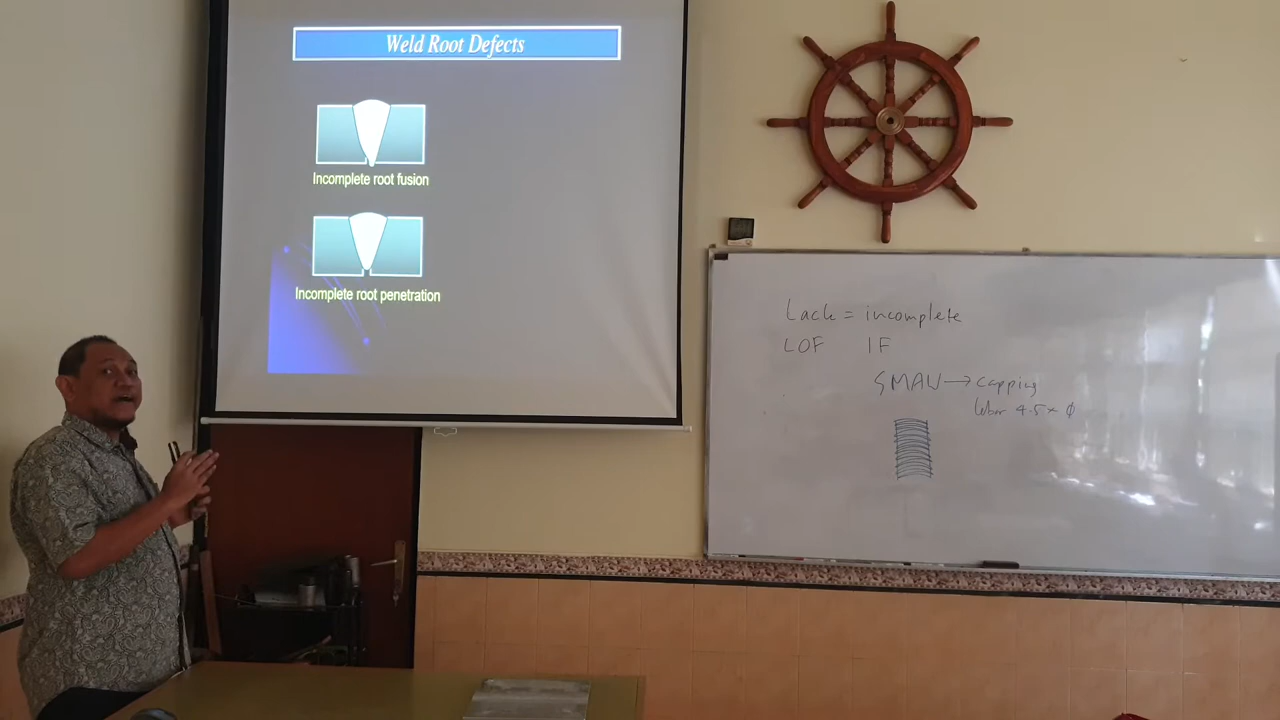 Weld Root Defects
Incomplete root fusion
Incomplete root penetration
Lack = incomplete
LOF IF
SMAW → capping
lebar 4.5 x ϕ